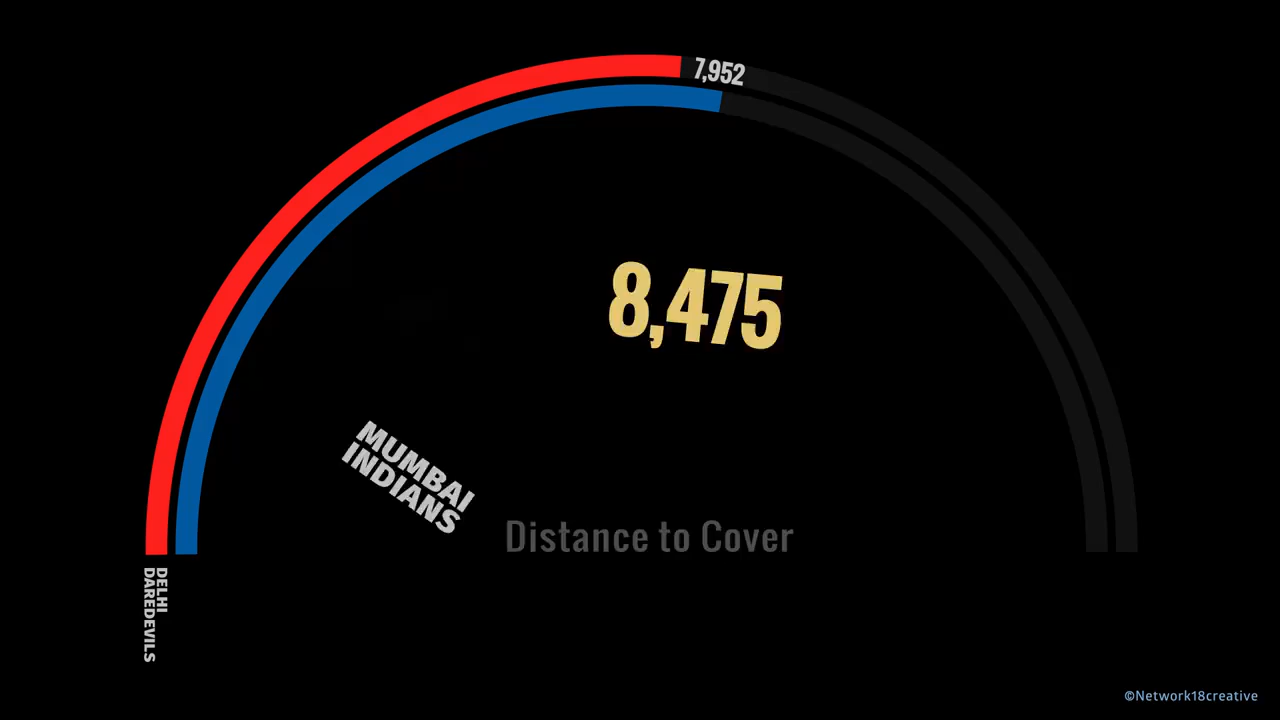 7,952
8,475
MUMBAI
INDIANS
Distance to Cover
DELHI
DAREDEVILS
©Network18creative